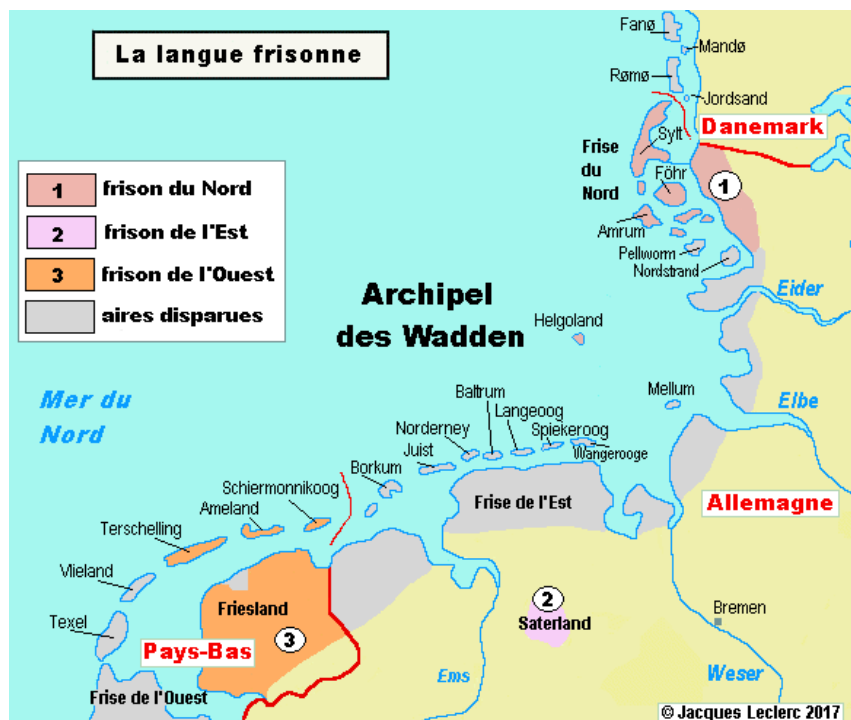 La langue frisonne
1 frison du Nord
2 frison de l'Est
3 frison de l'Ouest
aires disparues
Fanø
Mandø
Rømø
Jordsand
Danemark
Sylt
Frise
du
Nord
Föhr
1
Amrum
Pellworm
Nordstrand
Eider
Archipel
des Wadden
Helgoland
Mer du
Nord
Mellum
Elbe
Baltrum
Langeoog
Norderney
Spiekeroog
Juist
Wangerooge
Borkum
Schiermonnikoog
Ameland
Frise de l'Est
Allemagne
Terschelling
Vlieland
Friesland
2
Saterland
Bremen
Texel
3
Pays-Bas
Ems
Weser
Frise de l'Ouest
© Jacques Leclerc 2017